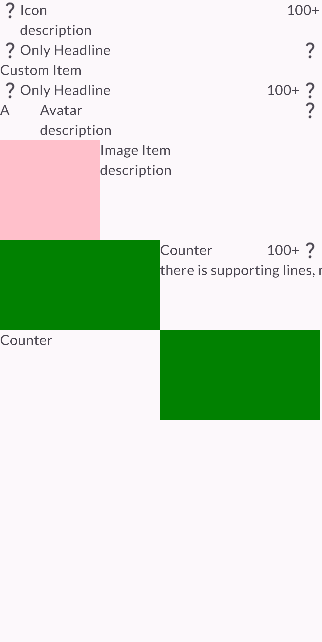 ? Icon 100+
description
? Only Headline ?
Custom Item
? Only Headline 100+ ?
A Avatar ?
description
Image Item
description
Counter 100+ ?
there is supporting lines,
Counter